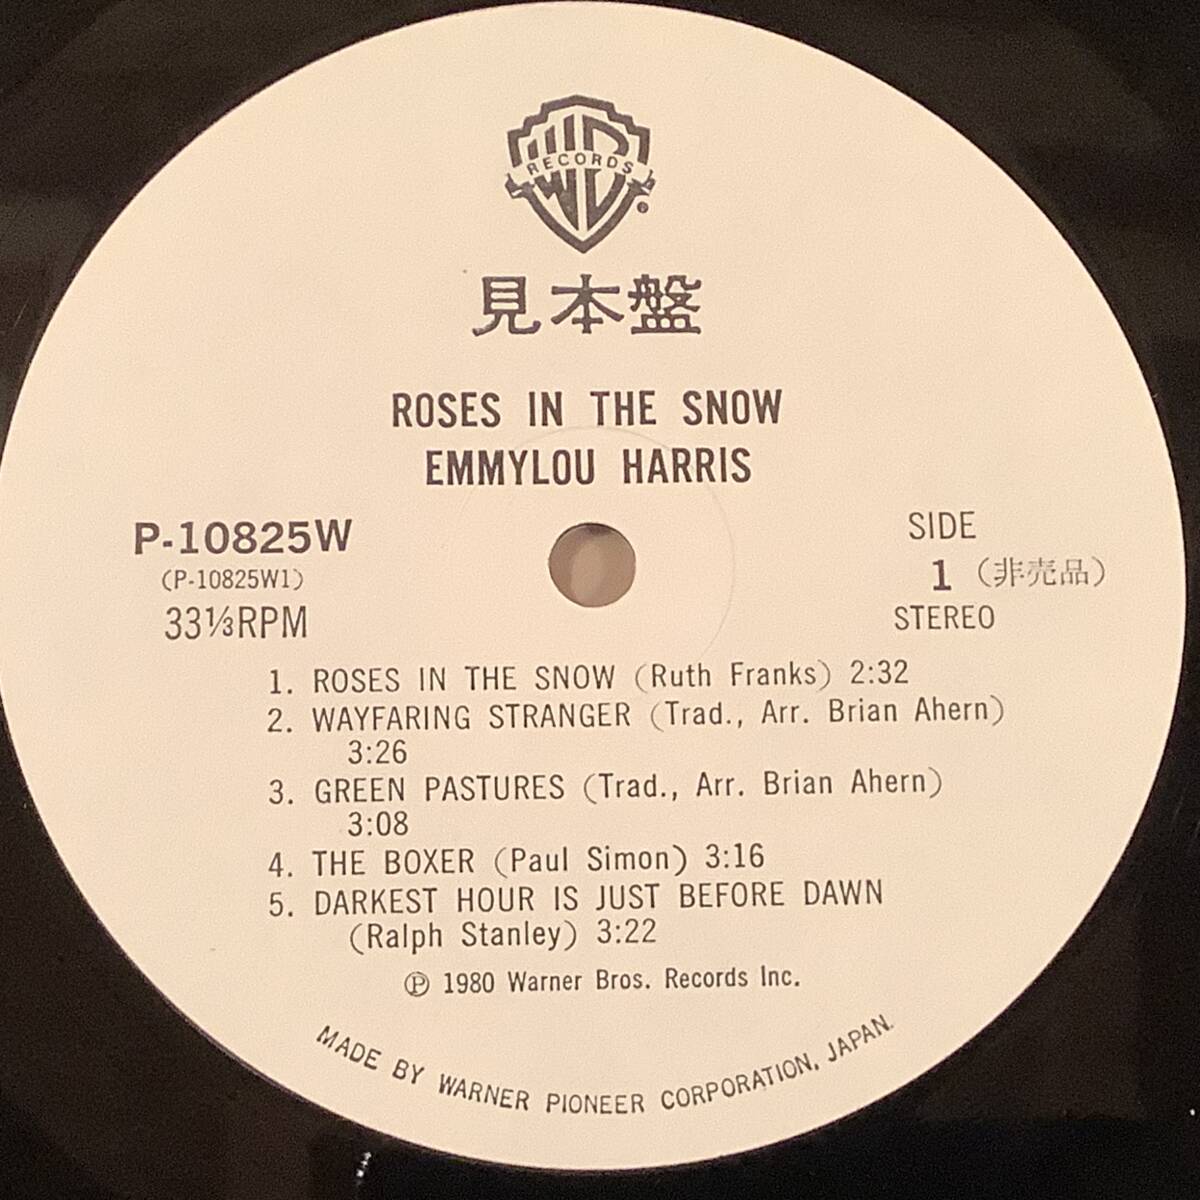 RECORDS
見本盤
ROSES IN THE SNOW
EMMYLOU HARRIS
P-10825W
(P-10825W1)
33⅓RPM
SIDE
1 (非売品)
STEREO
1. ROSES IN THE SNOW (Ruth Franks) 2:32
2. WAYFARING STRANGER (Trad., Arr. Brian Ahern)
3:26
3. GREEN PASTURES (Trad., Arr. Brian Ahern)
3:08
4. THE BOXER (Paul Simon) 3:16
5. DARKEST HOUR IS JUST BEFORE DAWN
(Ralph Stanley) 3:22
Ⓟ 1980 Warner Bros. Records Inc.
MADE BY WARNER PIONEER CORPORATION, JAPAN.